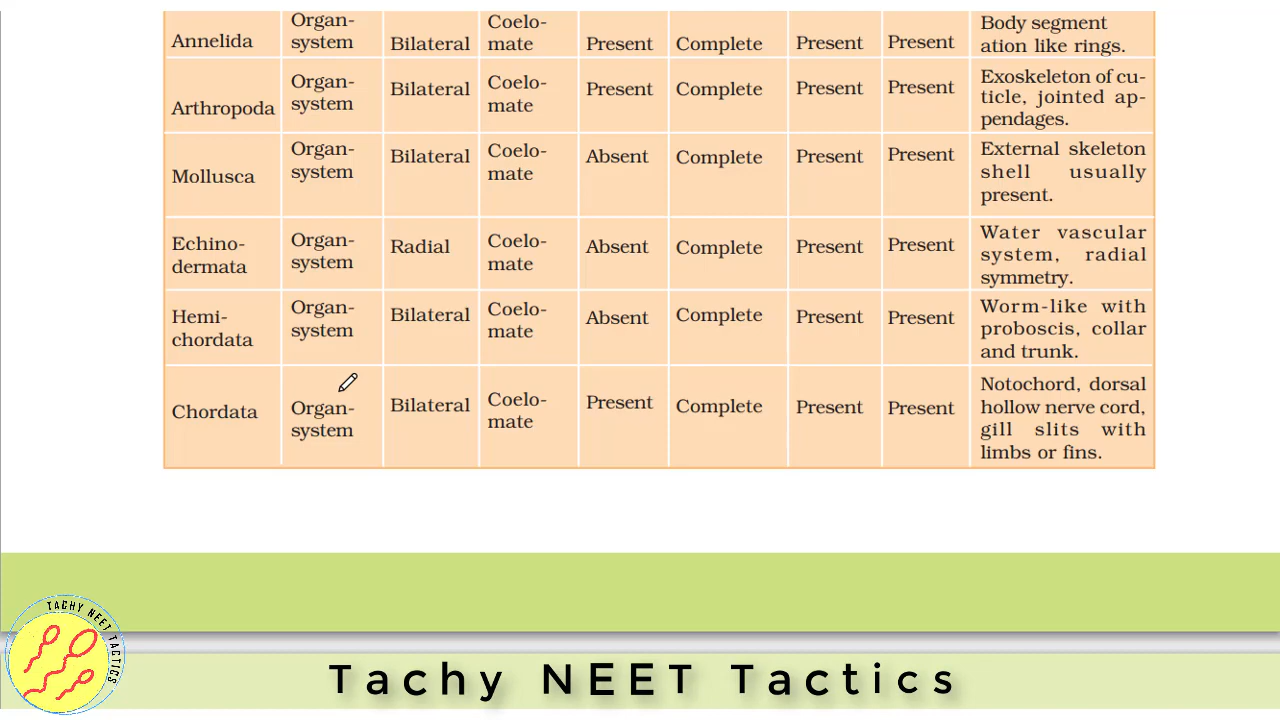 Annelida Organ- Bilateral Coelo- Present Complete Present Present Body segment
system mate ation like rings.
Arthropoda Organ- Bilateral Coelo- Present Complete Present Present Exoskeleton of cu-
system mate ticle, jointed ap-
pendages.
Mollusca Organ- Bilateral Coelo- Absent Complete Present Present External skeleton
system mate shell usually
present.
Echino- Organ- Radial Coelo- Absent Complete Present Present Water vascular
dermata system mate system, radial
symmetry.
Hemi- Organ- Bilateral Coelo- Absent Complete Present Present Worm-like with
chordata system mate proboscis, collar
and trunk.
Chordata Organ- Bilateral Coelo- Present Complete Present Present Notochord, dorsal
system mate hollow nerve cord,
gill slits with
limbs or fins.
TACHY NEET TACTICS
Tachy NEET Tactics